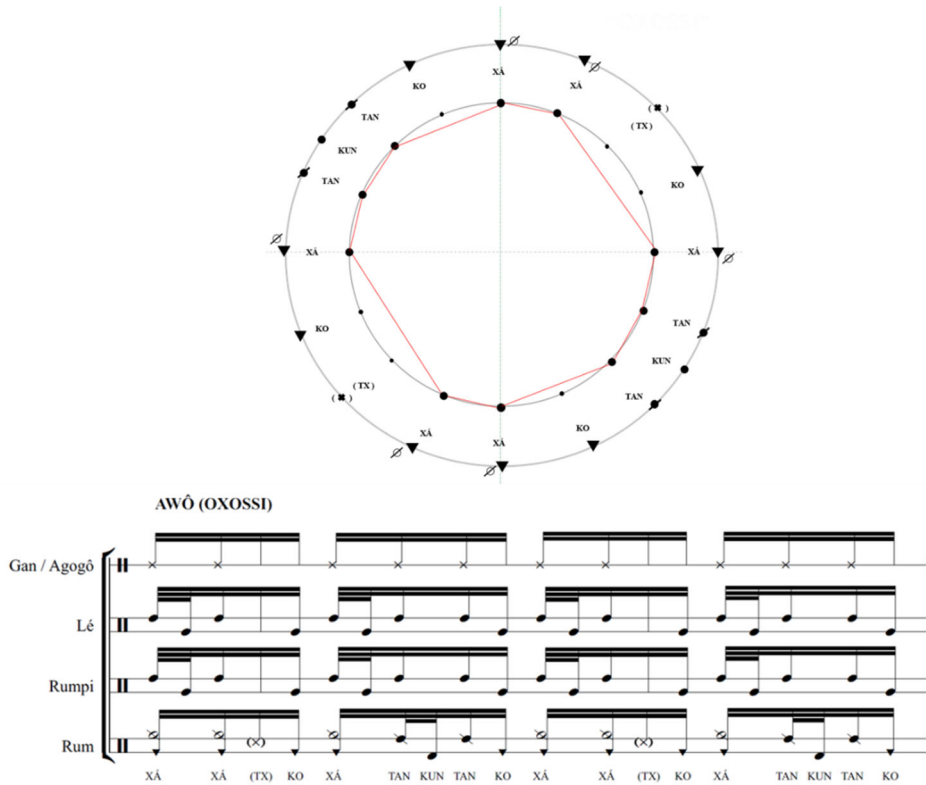 XÁ
KO XÁ
TAN (TX)
KUN
TAN KO
XÁ XÁ
KO TAN
KUN
(TX) TAN
XÁ KO
XÁ
AWÔ (OXOSSI)
Gan / Agogô
Lé
Rumpi
Rum
XÁ XÁ (TX) KO XÁ TAN KUN TAN KO XÁ XÁ (TX) KO XÁ TAN KUN TAN KO